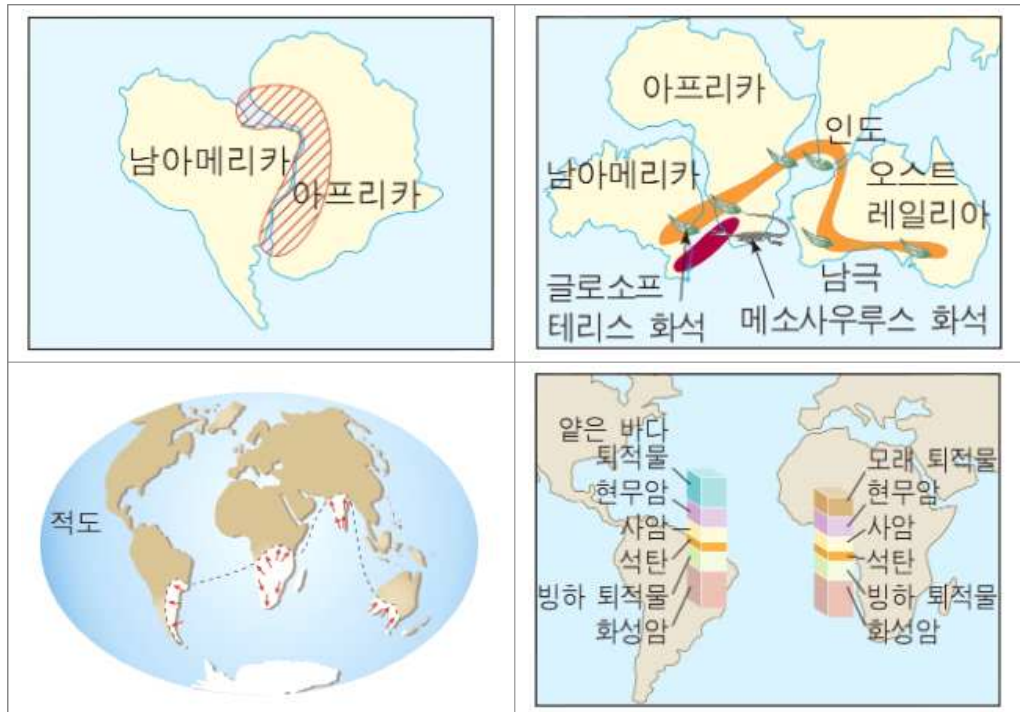 남아메리카
아프리카
아프리카
인도
남아메리카
오스트
레일리아
남극
글로소프
테리스 화석
메소사우루스 화석
적도
얕은 바다
퇴적물
현무암
사암
석탄
빙하 퇴적물
화성암
모래 퇴적물
현무암
사암
석탄
빙하 퇴적물
화성암